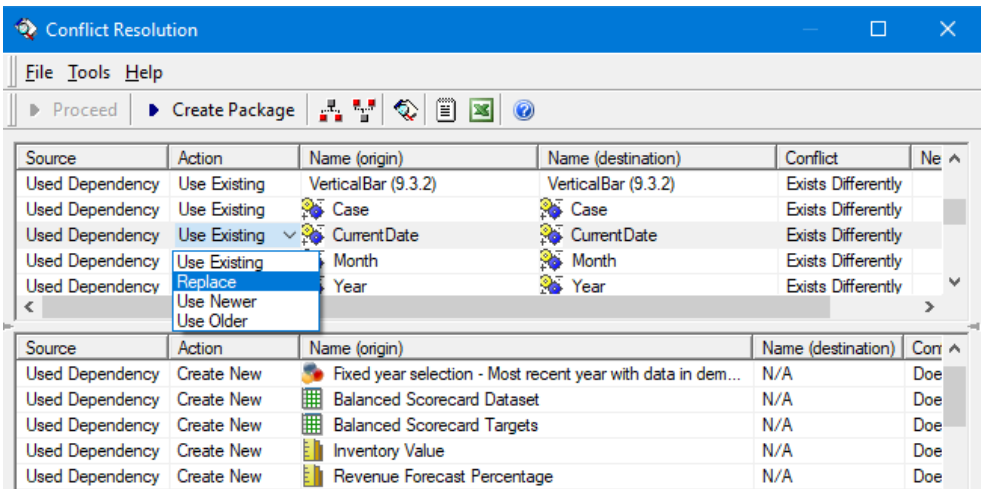 Conflict Resolution
File Tools Help
Proceed Create Package
Source Action Name (origin) Name (destination) Conflict Ne
Used Dependency Use Existing VerticalBar (9.3.2) VerticalBar (9.3.2) Exists Differently
Used Dependency Use Existing Case Case Exists Differently
Used Dependency Use Existing CurrentDate CurrentDate Exists Differently
Used Dependency Use Existing Month Month Exists Differently
Used Dependency Replace Year Year Exists Differently
Use Newer
Use Older
Source Action Name (origin) Name (destination) Con
Used Dependency Create New Fixed year selection - Most recent year with data in dem... N/A Doe
Used Dependency Create New Balanced Scorecard Dataset N/A Doe
Used Dependency Create New Balanced Scorecard Targets N/A Doe
Used Dependency Create New Inventory Value N/A Doe
Used Dependency Create New Revenue Forecast Percentage N/A Doe